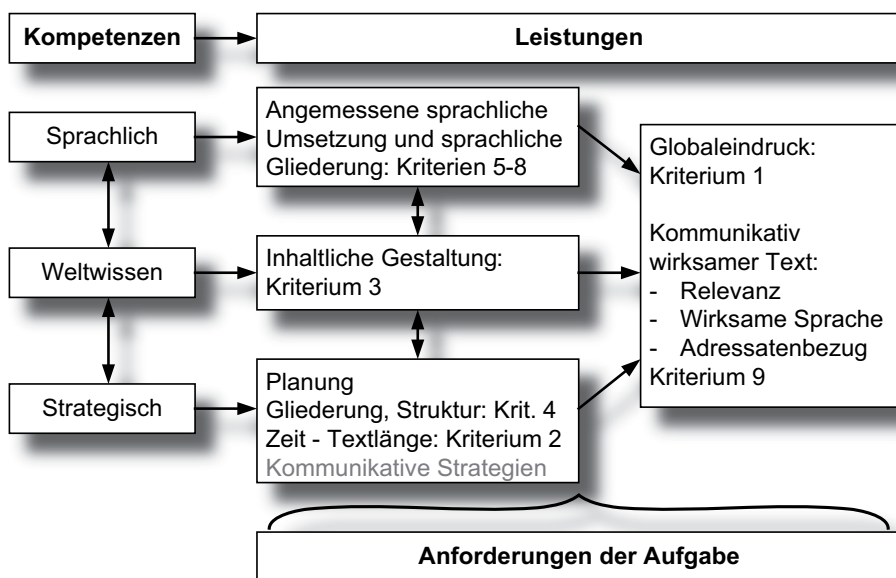 Kompetenzen
Leistungen
Sprachlich
Angemessene sprachliche
Umsetzung und sprachliche
Gliederung: Kriterien 5-8
Weltwissen
Inhaltliche Gestaltung:
Kriterium 3
Strategisch
Planung
Gliederung, Struktur: Krit. 4
Zeit - Textlänge: Kriterium 2
Kommunikative Strategien
Globaleindruck:
Kriterium 1
Kommunikativ
wirksamer Text:
- Relevanz
- Wirksame Sprache
- Adressatenbezug
Kriterium 9
Anforderungen der Aufgabe